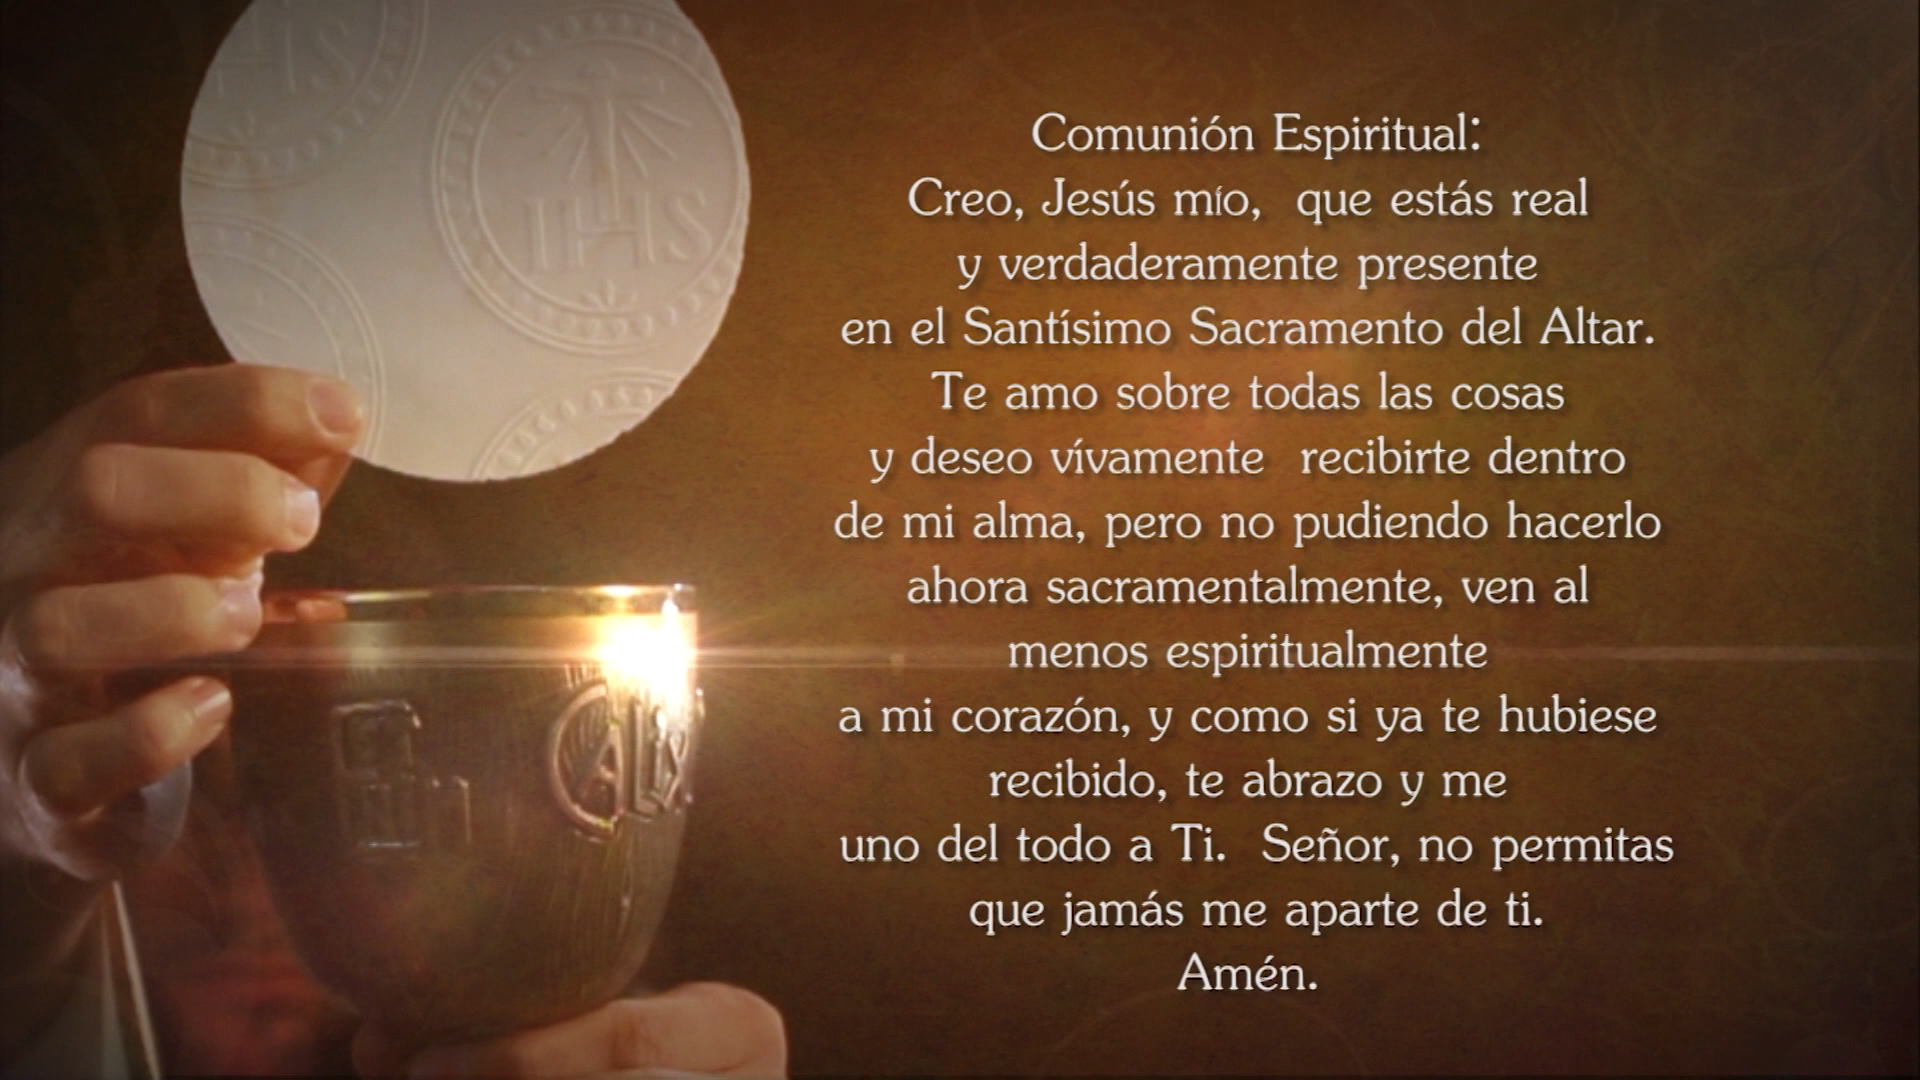 IHS
HS
CALIX
Comunión Espiritual:
Creo, Jesús mío,  que estás real
y verdaderamente presente
en el Santísimo Sacramento del Altar.
Te amo sobre todas las cosas
y deseo vívamente  recibirte dentro
de mi alma, pero no pudiendo hacerlo
ahora sacramentalmente, ven al
menos espiritualmente
a mi corazón, y como si ya te hubiese
recibido, te abrazo y me
uno del todo a Ti.  Señor, no permitas
que jamás me aparte de ti.
Amén.